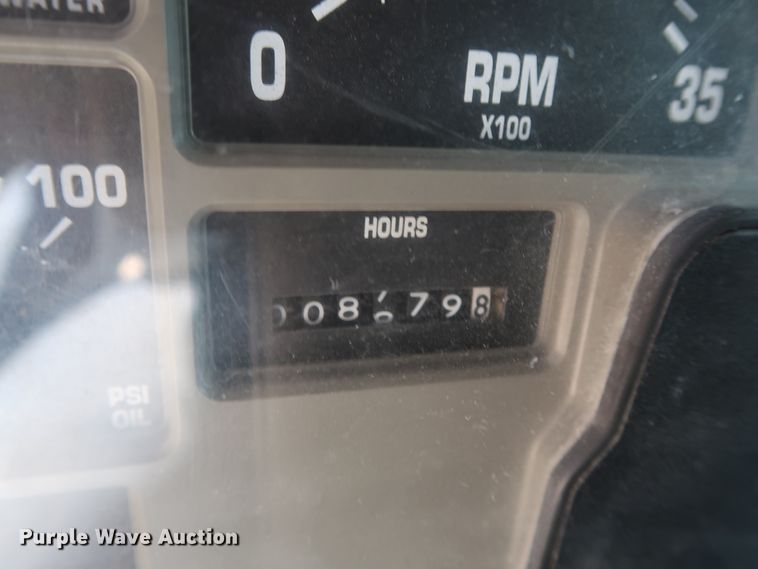 WATER
0
RPM
X100
35
100
HOURS
008 798
PSI
OIL
Purple Wave Auction